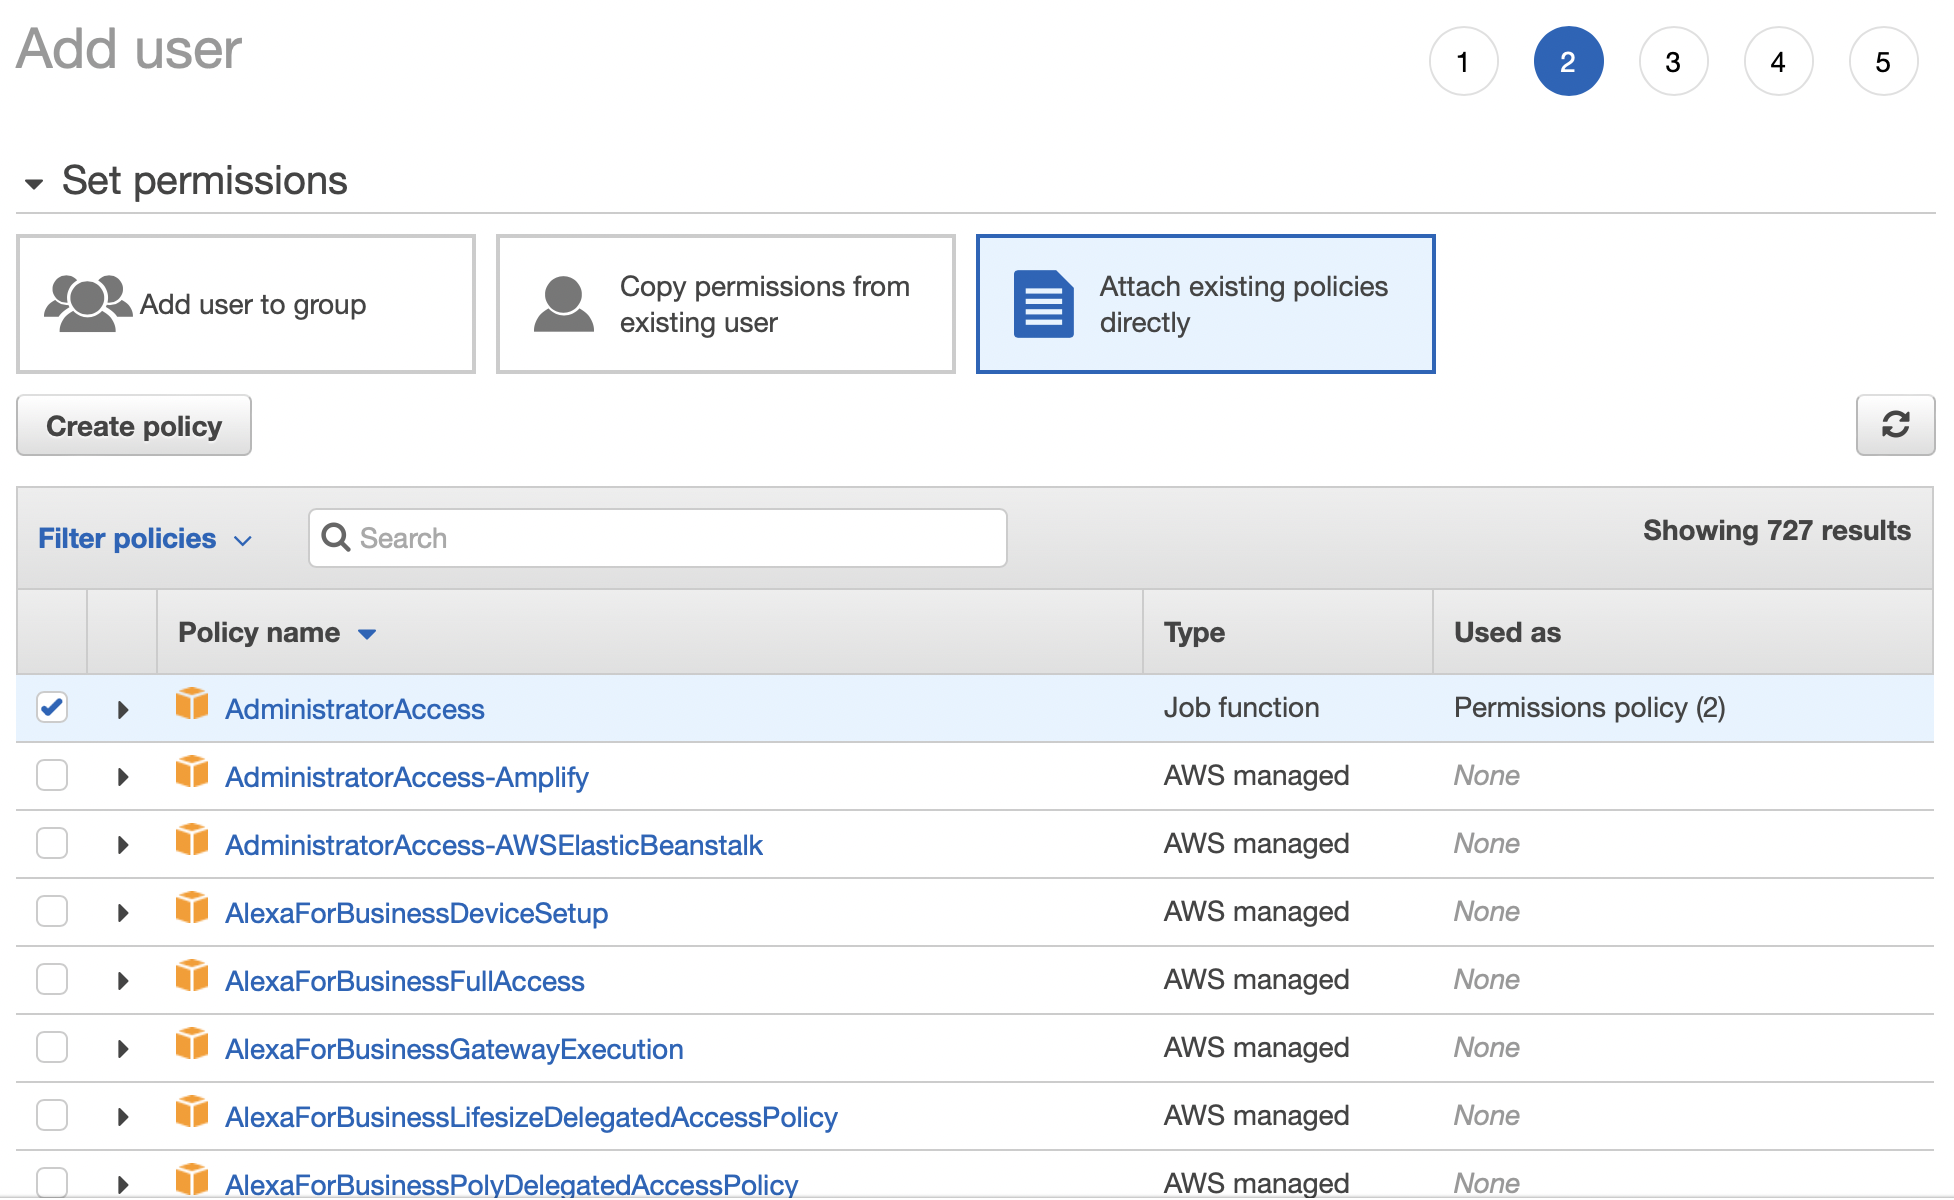 Add user
1 2 3 4 5
Set permissions
Add user to group
Copy permissions from
existing user
Attach existing policies
directly
Create policy
Filter policies Search Showing 727 results
Policy name Type Used as
AdministratorAccess Job function Permissions policy (2)
AdministratorAccess-Amplify AWS managed None
AdministratorAccess-AWSElasticBeanstalk AWS managed None
AlexaForBusinessDeviceSetup AWS managed None
AlexaForBusinessFullAccess AWS managed None
AlexaForBusinessGatewayExecution AWS managed None
AlexaForBusinessLifesizeDelegatedAccessPolicy AWS managed None
AlexaForBusinessPolyDelegatedAccessPolicy AWS managed None